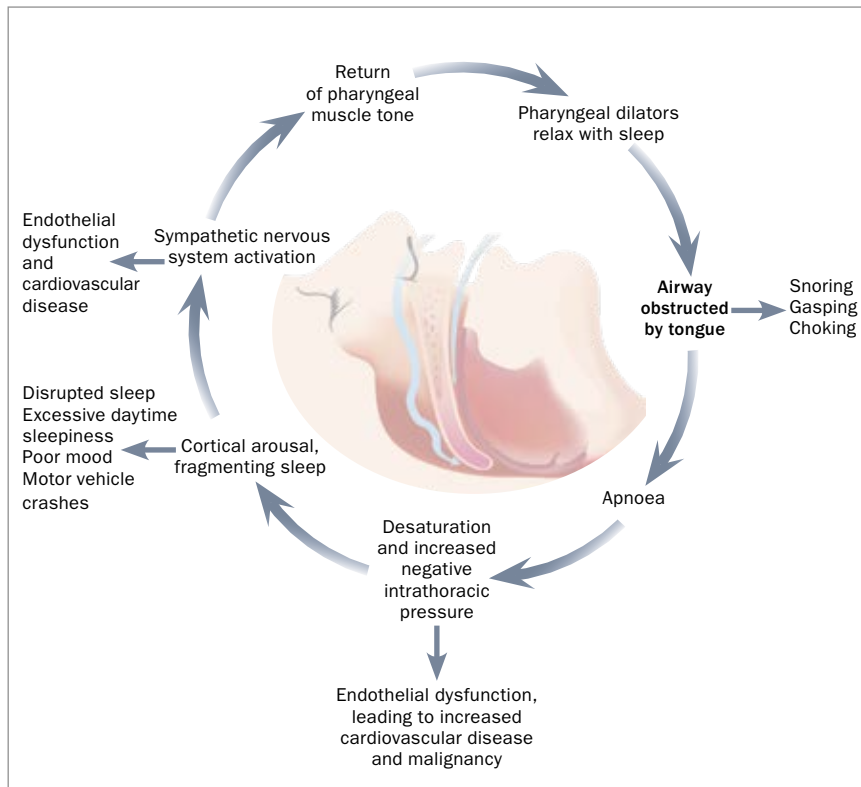 Return
of pharyngeal
muscle tone
Pharyngeal dilators
relax with sleep
Airway
obstructed
by tongue
Snoring
Gasping
Choking
Apnoea
Desaturation
and increased
negative
intrathoracic
pressure
Endothelial dysfunction,
leading to increased
cardiovascular disease
and malignancy
Cortical arousal,
fragmenting sleep
Disrupted sleep
Excessive daytime
sleepiness
Poor mood
Motor vehicle
crashes
Sympathetic nervous
system activation
Endothelial
dysfunction
and
cardiovascular
disease